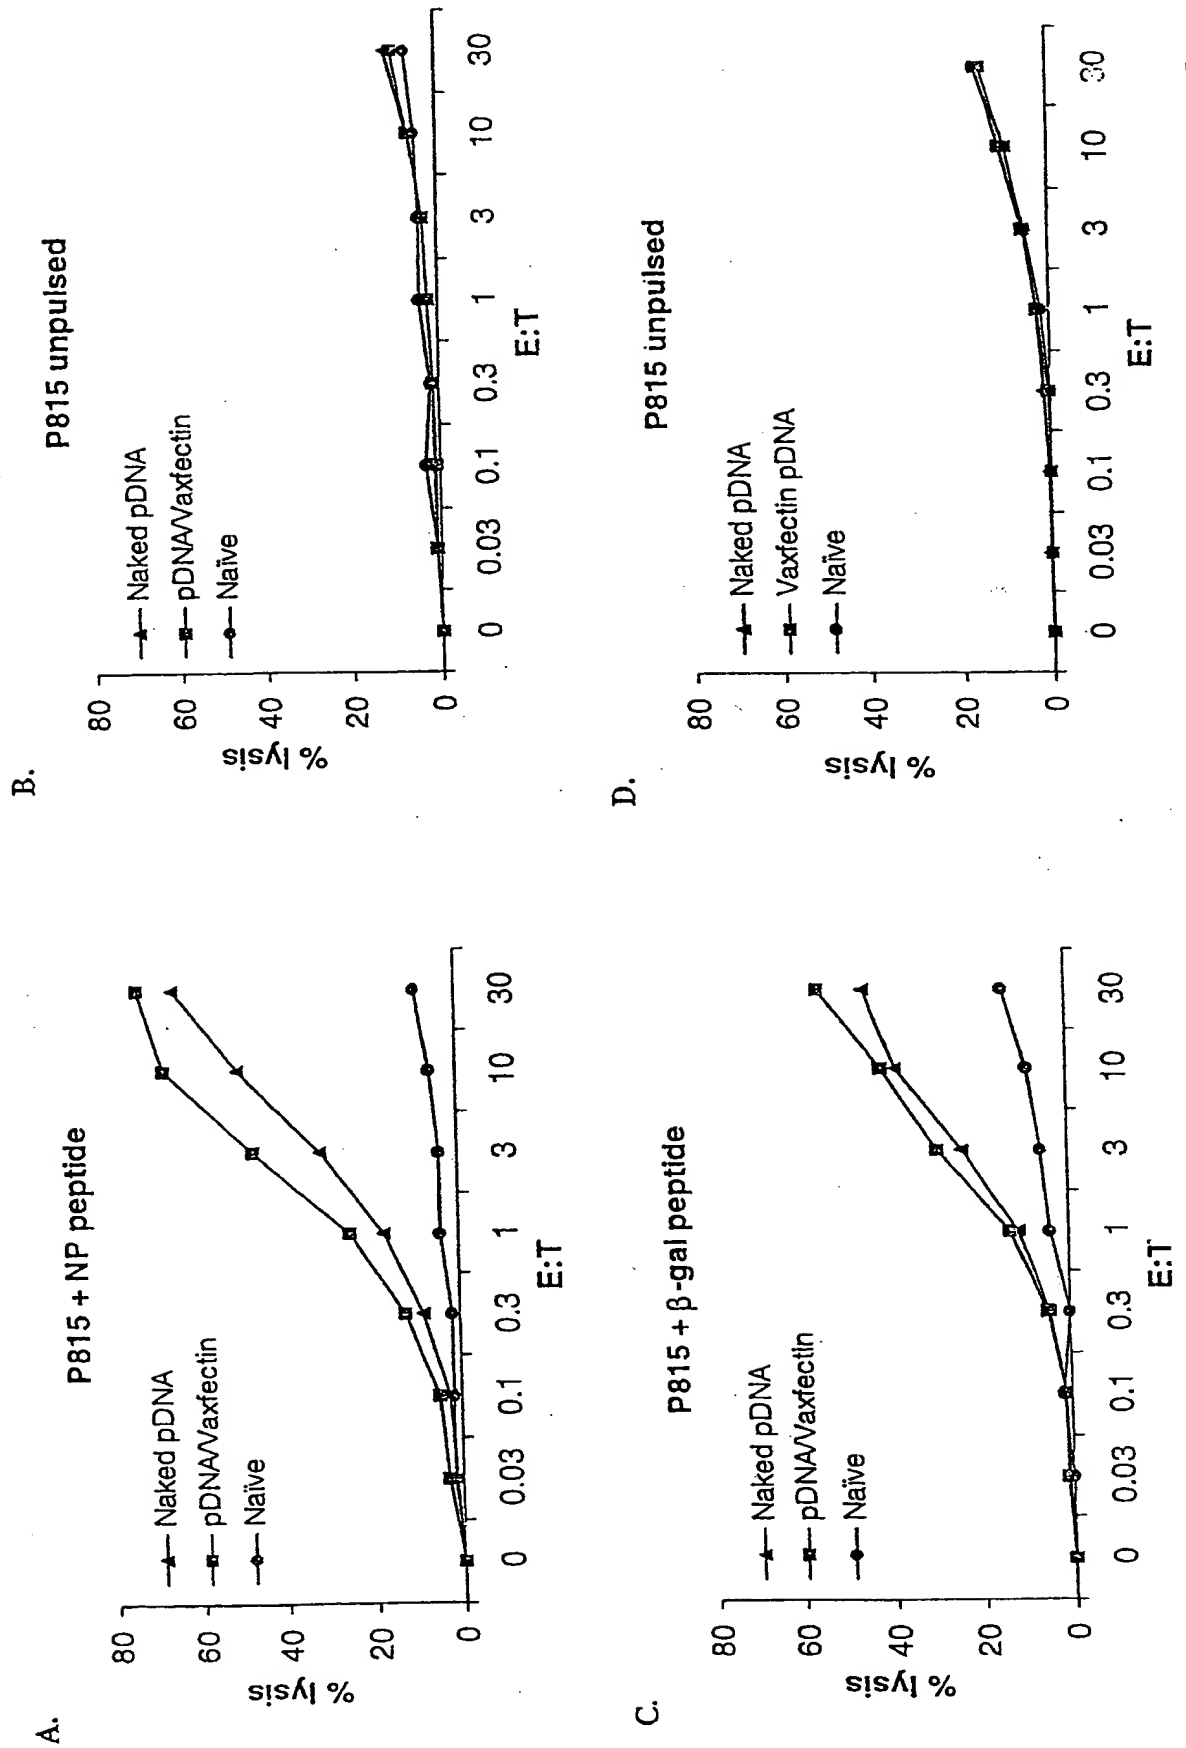 A.
P815 + NP peptide
Naked pDNA
pDNA/Vaxfectin
Naïve
80
60
40
20
0
% lysis
0 0.03 0.1 0.3 1 3 10 30
E:T
B.
P815 unpulsed
Naked pDNA
pDNA/Vaxfectin
Naïve
80
60
40
20
0
% lysis
0 0.03 0.1 0.3 1 3 10 30
E:T
C.
P815 + β-gal peptide
Naked pDNA
pDNA/Vaxfectin
Naïve
80
60
40
20
0
% lysis
0 0.03 0.1 0.3 1 3 10 30
E:T
D.
P815 unpulsed
Naked pDNA
Vaxfectin pDNA
Naïve
80
60
40
20
0
% lysis
0 0.03 0.1 0.3 1 3 10 30
E:T